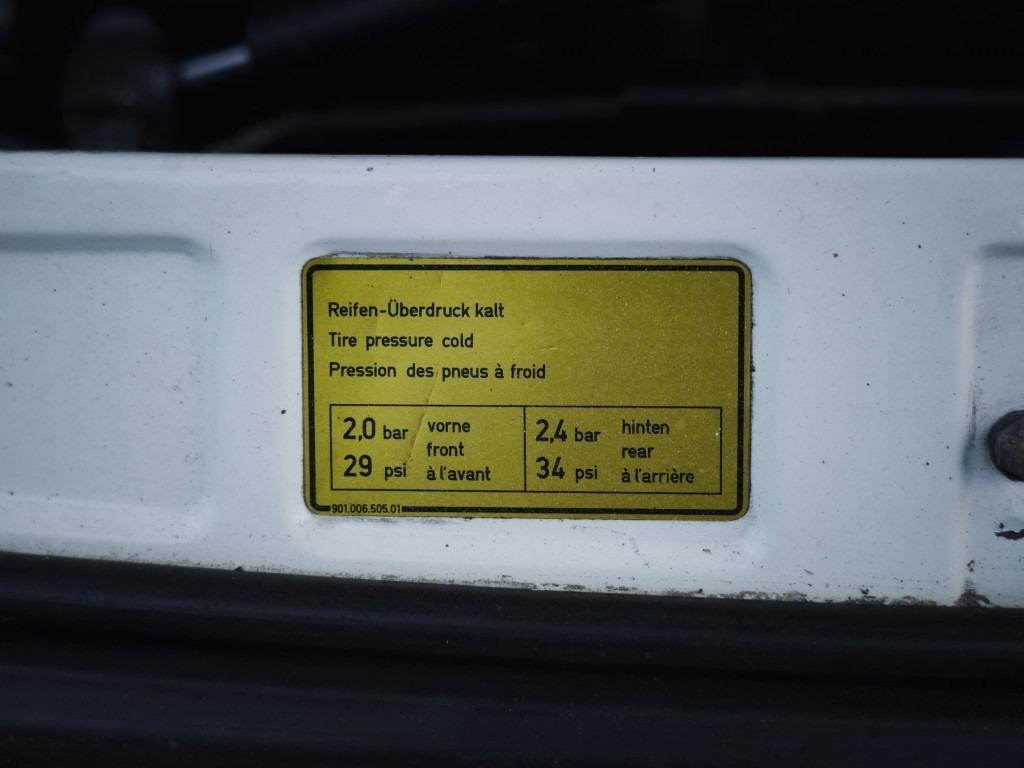 Reifen-Überdruck kalt
Tire pressure cold
Pression des pneus à froid
2,0 bar vorne
front
29 psi à l'avant
2,4 bar hinten
rear
34 psi à l'arrière
901.006.505.01